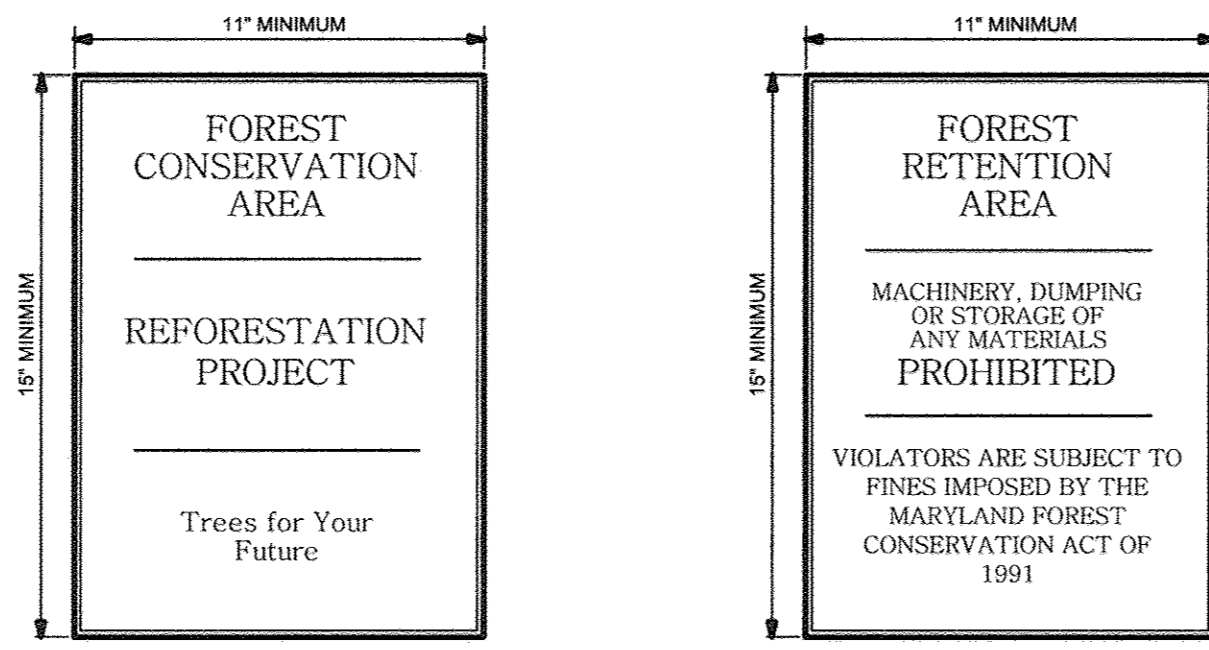 11" MINIMUM
15" MINIMUM
FOREST
CONSERVATION
AREA
REFORESTATION
PROJECT
Trees for Your
Future
11" MINIMUM
15" MINIMUM
FOREST
RETENTION
AREA
MACHINERY, DUMPING
OR STORAGE OF
ANY MATERIALS
PROHIBITED
VIOLATORS ARE SUBJECT TO
FINES IMPOSED BY THE
MARYLAND FOREST
CONSERVATION ACT OF
1991